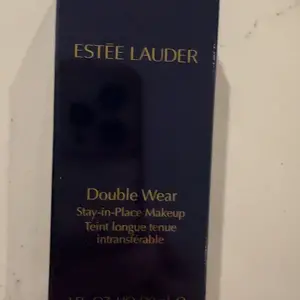 ESTĒE LAUDER
Double Wear
Stay-in-Place Makeup
Teint longue tenue
intransférable